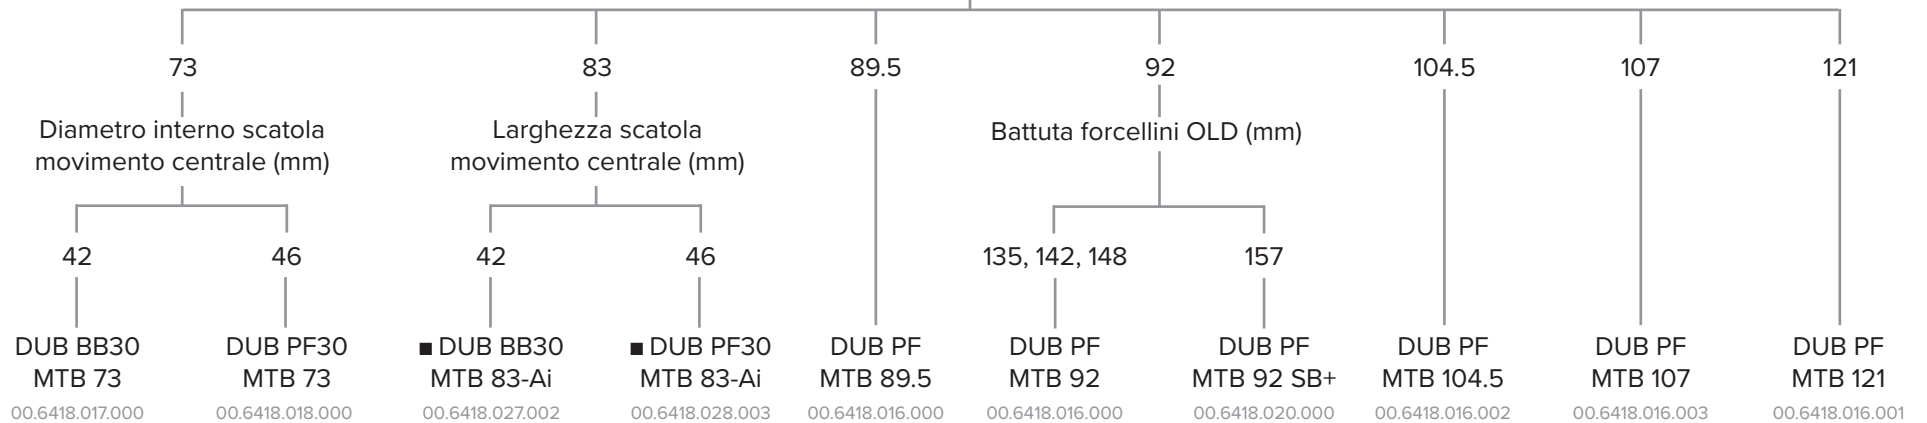 73
83
89.5
92
104.5
107
121
Diametro interno scatola
movimento centrale (mm)
Larghezza scatola
movimento centrale (mm)
Battuta forcellini OLD (mm)
42
46
42
46
135, 142, 148
157
DUB BB30
MTB 73
00.6418.017.000
DUB PF30
MTB 73
00.6418.018.000
■ DUB BB30
MTB 83-Ai
00.6418.027.002
■ DUB PF30
MTB 83-Ai
00.6418.028.003
DUB PF
MTB 89.5
00.6418.016.000
DUB PF
MTB 92
00.6418.016.000
DUB PF
MTB 92 SB+
00.6418.020.000
DUB PF
MTB 104.5
00.6418.016.002
DUB PF
MTB 107
00.6418.016.003
DUB PF
MTB 121
00.6418.016.001